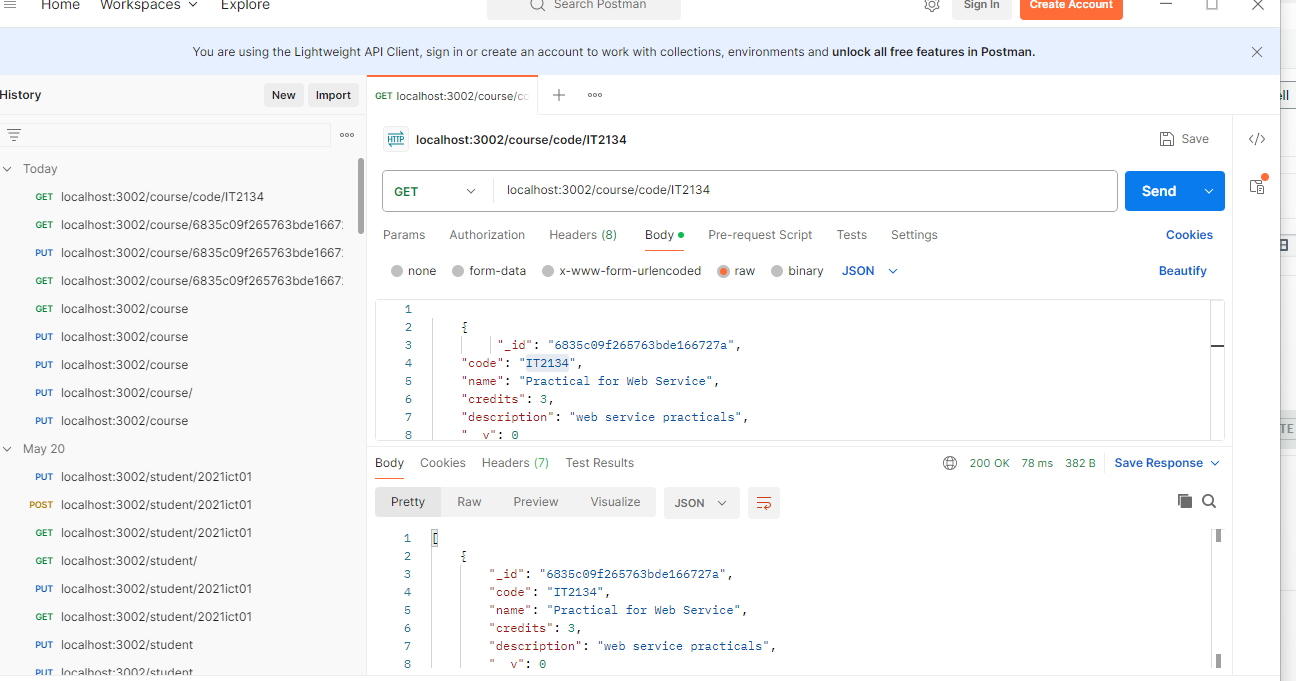 Home Workspaces Explore Search Postman Sign In Create Account
You are using the Lightweight API Client, sign in or create an account to work with collections, environments and unlock all free features in Postman.
History New Import
GET localhost:3002/course/cc
localhost:3002/course/code/IT2134 Save
Today
GET localhost:3002/course/code/IT2134
GET localhost:3002/course/6835c09f265763bde1667
PUT localhost:3002/course/6835c09f265763bde1667
GET localhost:3002/course/6835c09f265763bde1667
GET localhost:3002/course
PUT localhost:3002/course
PUT localhost:3002/course
PUT localhost:3002/course/
PUT localhost:3002/course
May 20
PUT localhost:3002/student/2021ict01
POST localhost:3002/student/2021ict01
GET localhost:3002/student/2021ict01
GET localhost:3002/student/
PUT localhost:3002/student/2021ict01
GET localhost:3002/student/2021ict01
PUT localhost:3002/student
PUT localhost:3002/student
GET localhost:3002/course/code/IT2134 Send
Params Authorization Headers (8) Body Pre-request Script Tests Settings Cookies
none form-data x-www-form-urlencoded raw binary JSON Beautify
1
2 {
3 "_id": "6835c09f265763bde166727a",
4 "code": "IT2134",
5 "name": "Practical for Web Service",
6 "credits": 3,
7 "description": "web service practicals",
8 "__v": 0
Body Cookies Headers (7) Test Results 200 OK 78 ms 382 B Save Response
Pretty Raw Preview Visualize JSON
1 [
2 {
3 "_id": "6835c09f265763bde166727a",
4 "code": "IT2134",
5 "name": "Practical for Web Service",
6 "credits": 3,
7 "description": "web service practicals",
8 "__v": 0